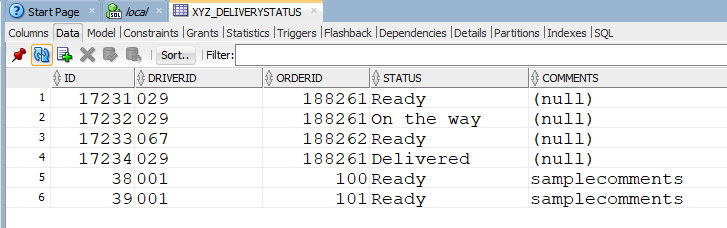 Start Page local XYZ_DELIVERYSTATUS
Columns Data Model Constraints Grants Statistics Triggers Flashback Dependencies Details Partitions Indexes SQL
Sort.. Filter:
ID DRIVERID ORDERID STATUS COMMENTS
1 17231 029 188261 Ready (null)
2 17232 029 188261 On the way (null)
3 17233 067 188262 Ready (null)
4 17234 029 188261 Delivered (null)
5 38 001 100 Ready samplecomments
6 39 001 101 Ready samplecomments